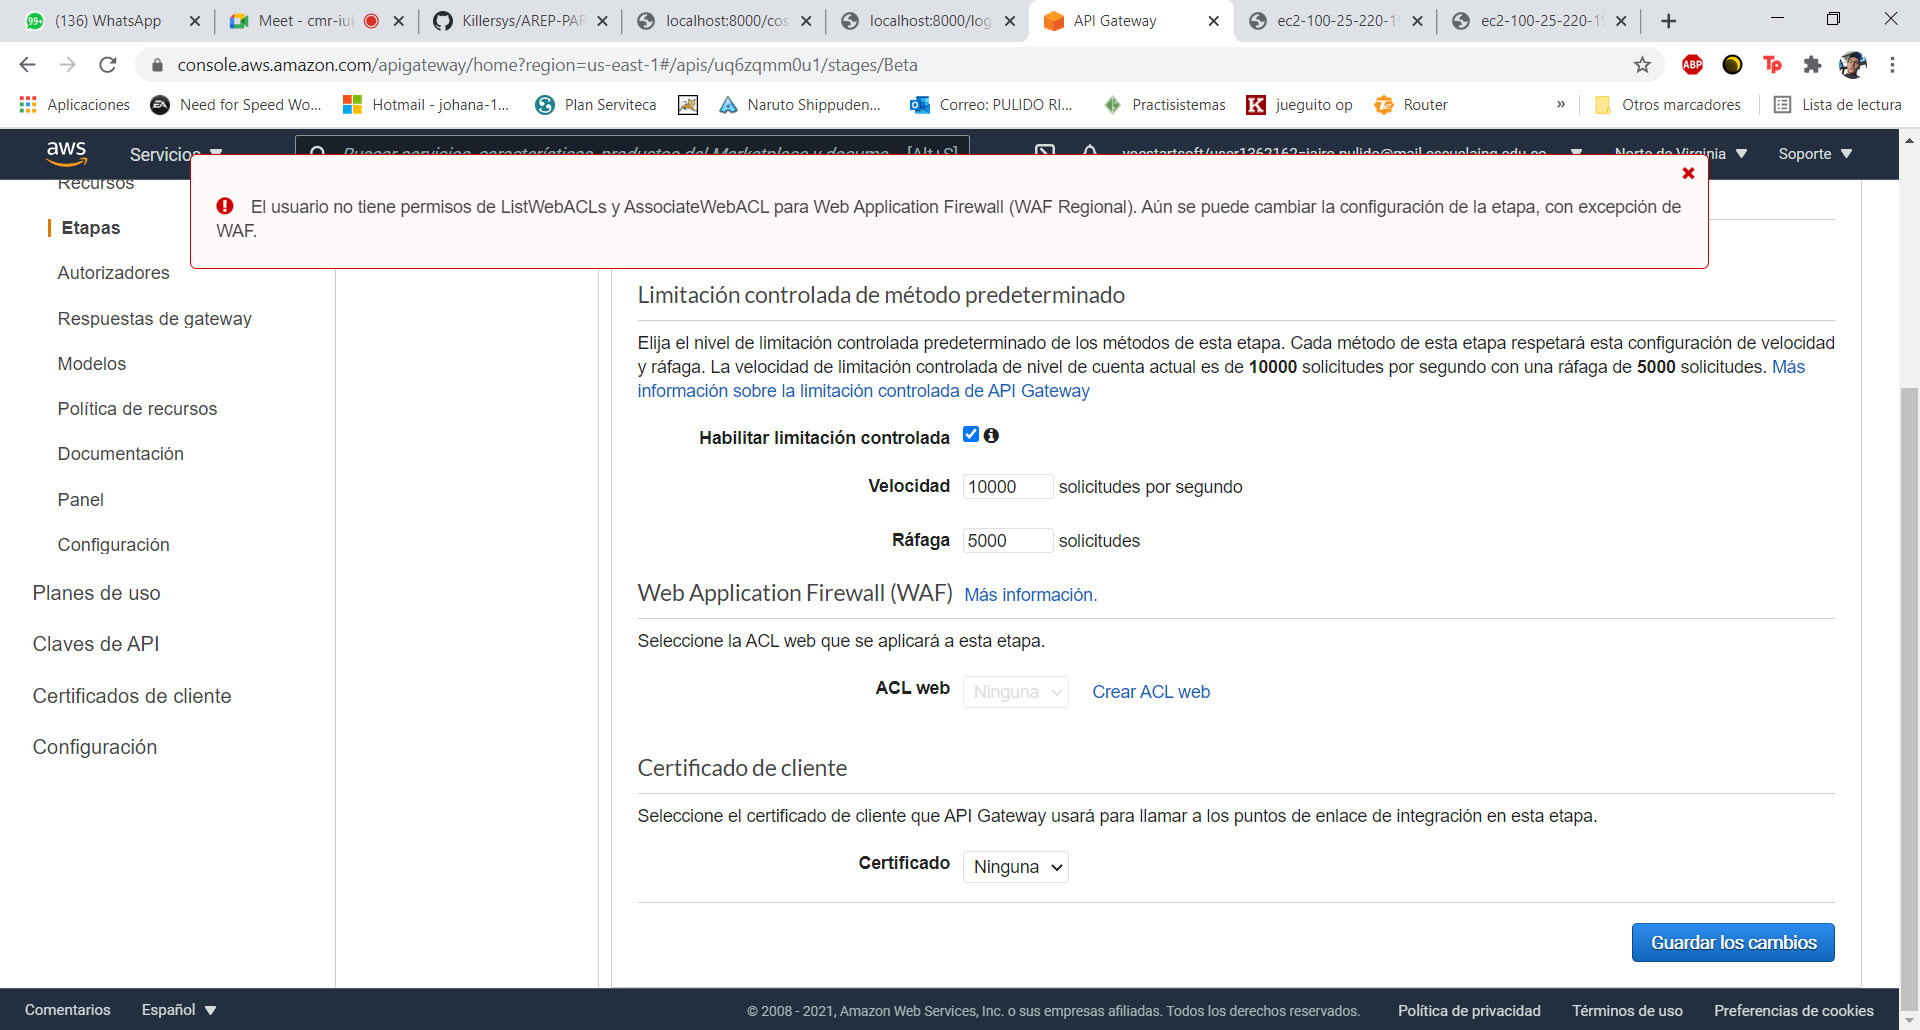 (136) WhatsApp
Meet - cmr-iul
Killersys/AREP-PAR
localhost:8000/cos
localhost:8000/log
API Gateway
ec2-100-25-220-19
ec2-100-25-220-19
console.aws.amazon.com/apigateway/home?region=us-east-1#/apis/uq6zqmm0u1/stages/Beta
ABP
Tp
Aplicaciones
Need for Speed Wo...
Hotmail - johana-1...
Plan Serviteca
Naruto Shippuden...
Correo: PULIDO RI...
Practisistemas
jueguito op
Router
»
Otros marcadores
Lista de lectura
aws
Servicios
Buscar servicios, características, productos del Marketplace y docume
[Alt+S]
vocstartsoft/user1362162=jairo.pulido@mail.escuelaing.edu.co
Norte de Virginia
Soporte
El usuario no tiene permisos de ListWebACLs y AssociateWebACL para Web Application Firewall (WAF Regional). Aún se puede cambiar la configuración de la etapa, con excepción de
WAF.
Recursos
Etapas
Autorizadores
Respuestas de gateway
Modelos
Política de recursos
Documentación
Panel
Configuración
Planes de uso
Claves de API
Certificados de cliente
Configuración
Limitación controlada de método predeterminado
Elija el nivel de limitación controlada predeterminado de los métodos de esta etapa. Cada método de esta etapa respetará esta configuración de velocidad
y ráfaga. La velocidad de limitación controlada de nivel de cuenta actual es de 10000 solicitudes por segundo con una ráfaga de 5000 solicitudes. Más
información sobre la limitación controlada de API Gateway
Habilitar limitación controlada
Velocidad 10000 solicitudes por segundo
Ráfaga 5000 solicitudes
Web Application Firewall (WAF) Más información.
Seleccione la ACL web que se aplicará a esta etapa.
ACL web Ninguna Crear ACL web
Certificado de cliente
Seleccione el certificado de cliente que API Gateway usará para llamar a los puntos de enlace de integración en esta etapa.
Certificado Ninguna
Guardar los cambios
Comentarios
Español
© 2008 - 2021, Amazon Web Services, Inc. o sus empresas afiliadas. Todos los derechos reservados.
Política de privacidad
Términos de uso
Preferencias de cookies